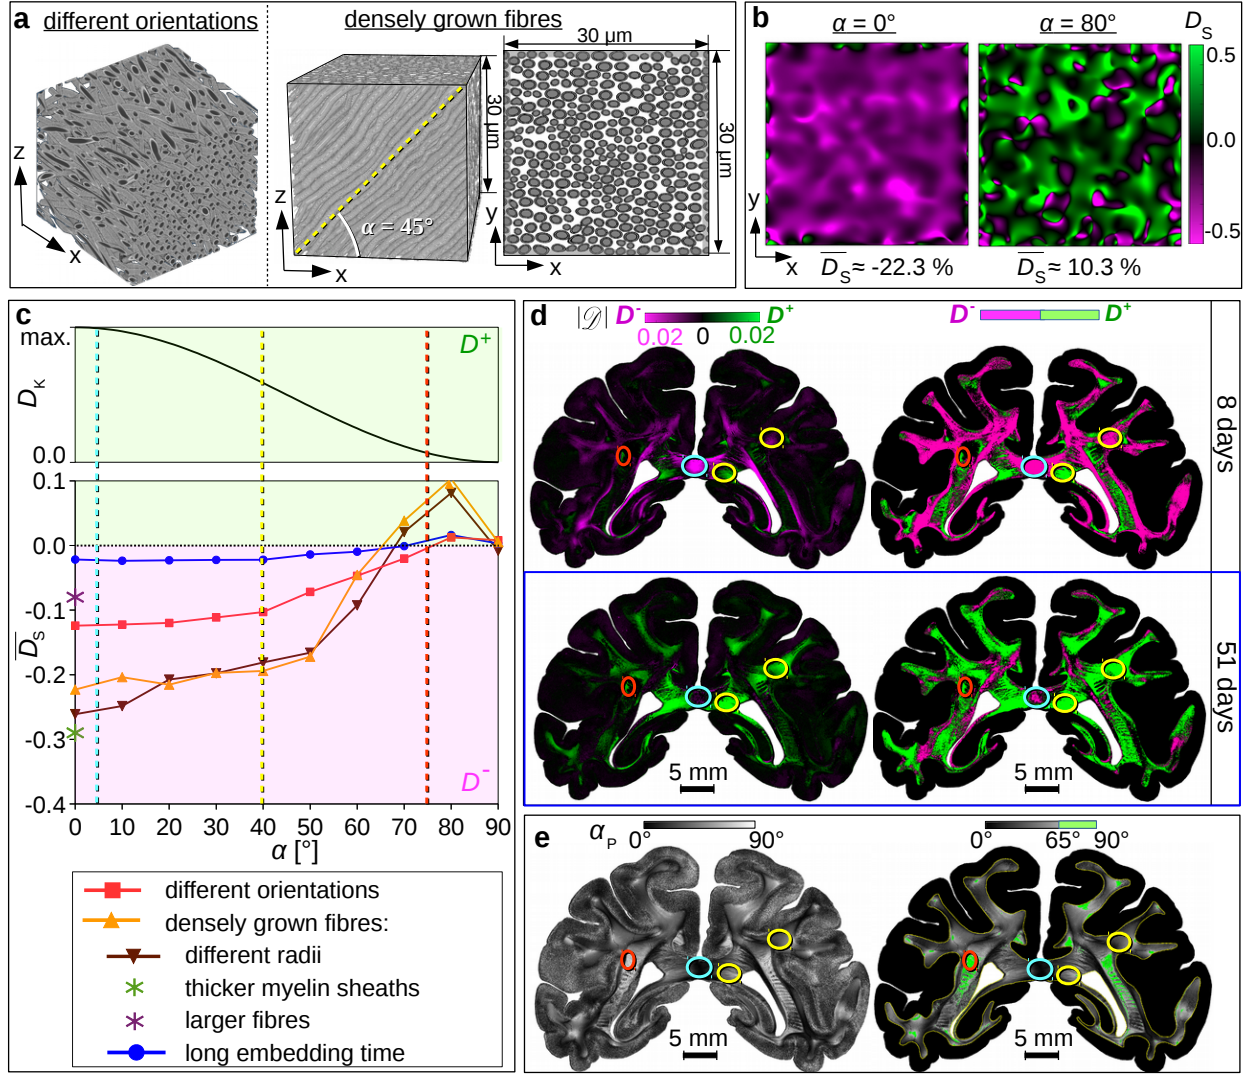 a different orientations densely grown fibres
30 µm
30 µm
30 µm
z
x
z
x
y
x
α = 45°
b α = 0° α = 80° D_S
0.5
0.0
-0.5
y
x
D_S ≈ -22.3 % D_S ≈ 10.3 %
c
max.
D_K
0.0
D+
0.1
0.0
-0.1
-0.2
-0.3
-0.4
D_S
D-
0 10 20 30 40 50 60 70 80 90
α [°]
different orientations
densely grown fibres:
different radii
thicker myelin sheaths
larger fibres
long embedding time
d |𝒟| D- D+ D- D+
0.02 0 0.02
8 days
51 days
5 mm 5 mm
e α_P 0° 90° 0° 65° 90°
5 mm 5 mm